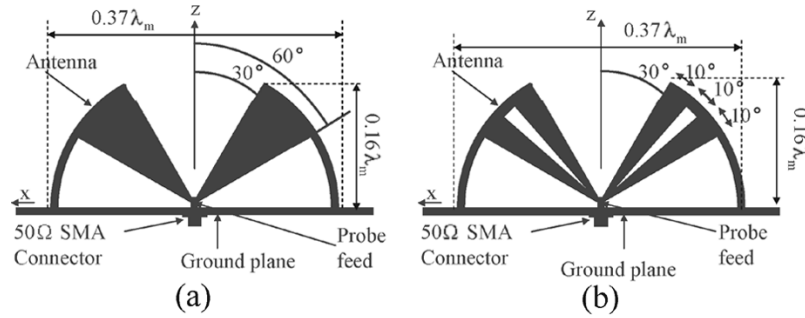 0.37λm
z
60°
30°
Antenna
0.16λm
x
50Ω SMA
Connector
Ground plane
Probe
feed
(a)
z
0.37λm
30°
10°
10°
10°
Antenna
0.16λm
x
50Ω SMA
Connector
Ground plane
Probe
feed
(b)